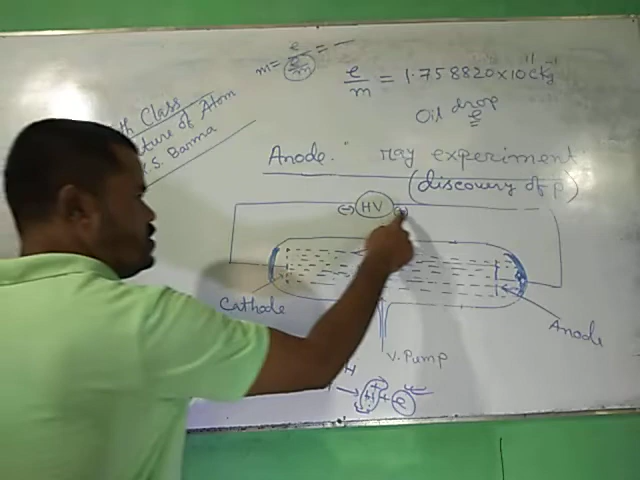 m = e / (e/m) = —
e/m = 1.758820 × 10¹¹ C kg⁻¹
th Class
ture of Atom
S. Barma
Oil drop
e
Anode "ray experiment"
(discovery of p)
(-) HV (+)
Cathode
Anode
V. Pump
H
H⁺ + e